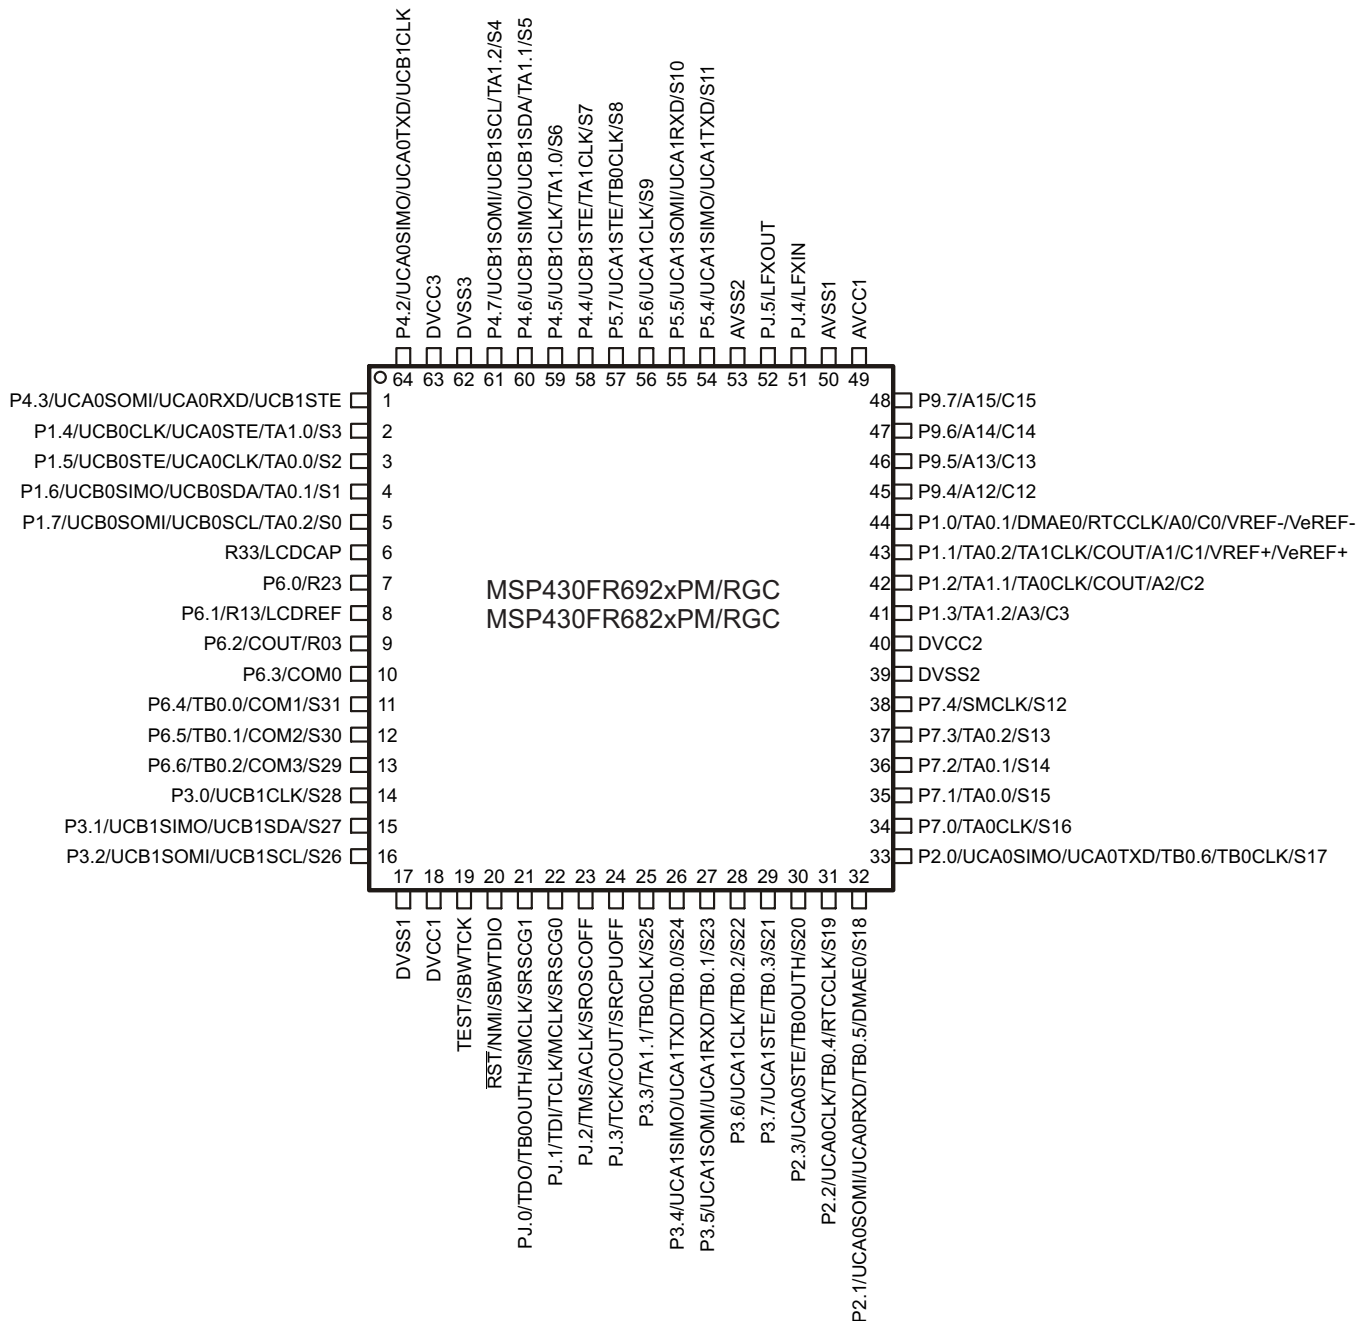 P4.2/UCA0SIMO/UCA0TXD/UCB1CLK
DVCC3
DVSS3
P4.7/UCB1SOMI/UCB1SCL/TA1.2/S4
P4.6/UCB1SIMO/UCB1SDA/TA1.1/S5
P4.5/UCB1CLK/TA1.0/S6
P4.4/UCB1STE/TA1CLK/S7
P5.7/UCA1STE/TB0CLK/S8
P5.6/UCA1CLK/S9
P5.5/UCA1SOMI/UCA1RXD/S10
P5.4/UCA1SIMO/UCA1TXD/S11
AVSS2
PJ.5/LFXOUT
PJ.4/LFXIN
AVSS1
AVCC1
64 63 62 61 60 59 58 57 56 55 54 53 52 51 50 49
P4.3/UCA0SOMI/UCA0RXD/UCB1STE 1
P1.4/UCB0CLK/UCA0STE/TA1.0/S3 2
P1.5/UCB0STE/UCA0CLK/TA0.0/S2 3
P1.6/UCB0SIMO/UCB0SDA/TA0.1/S1 4
P1.7/UCB0SOMI/UCB0SCL/TA0.2/S0 5
R33/LCDCAP 6
P6.0/R23 7
P6.1/R13/LCDREF 8
P6.2/COUT/R03 9
P6.3/COM0 10
P6.4/TB0.0/COM1/S31 11
P6.5/TB0.1/COM2/S30 12
P6.6/TB0.2/COM3/S29 13
P3.0/UCB1CLK/S28 14
P3.1/UCB1SIMO/UCB1SDA/S27 15
P3.2/UCB1SOMI/UCB1SCL/S26 16
MSP430FR692xPM/RGC
MSP430FR682xPM/RGC
48 P9.7/A15/C15
47 P9.6/A14/C14
46 P9.5/A13/C13
45 P9.4/A12/C12
44 P1.0/TA0.1/DMAE0/RTCCLK/A0/C0/VREF-/VeREF-
43 P1.1/TA0.2/TA1CLK/COUT/A1/C1/VREF+/VeREF+
42 P1.2/TA1.1/TA0CLK/COUT/A2/C2
41 P1.3/TA1.2/A3/C3
40 DVCC2
39 DVSS2
38 P7.4/SMCLK/S12
37 P7.3/TA0.2/S13
36 P7.2/TA0.1/S14
35 P7.1/TA0.0/S15
34 P7.0/TA0CLK/S16
33 P2.0/UCA0SIMO/UCA0TXD/TB0.6/TB0CLK/S17
17 18 19 20 21 22 23 24 25 26 27 28 29 30 31 32
DVSS1
DVCC1
TEST/SBWTCK
RST/NMI/SBWTDIO
PJ.0/TDO/TB0OUTH/SMCLK/SRSCG1
PJ.1/TDI/TCLK/MCLK/SRSCG0
PJ.2/TMS/ACLK/SROSCOFF
PJ.3/TCK/COUT/SRCPUOFF
P3.3/TA1.1/TB0CLK/S25
P3.4/UCA1SIMO/UCA1TXD/TB0.0/S24
P3.5/UCA1SOMI/UCA1RXD/TB0.1/S23
P3.6/UCA1CLK/TB0.2/S22
P3.7/UCA1STE/TB0.3/S21
P2.3/UCA0STE/TB0OUTH/S20
P2.2/UCA0CLK/TB0.4/RTCCLK/S19
P2.1/UCA0SOMI/UCA0RXD/TB0.5/DMAE0/S18